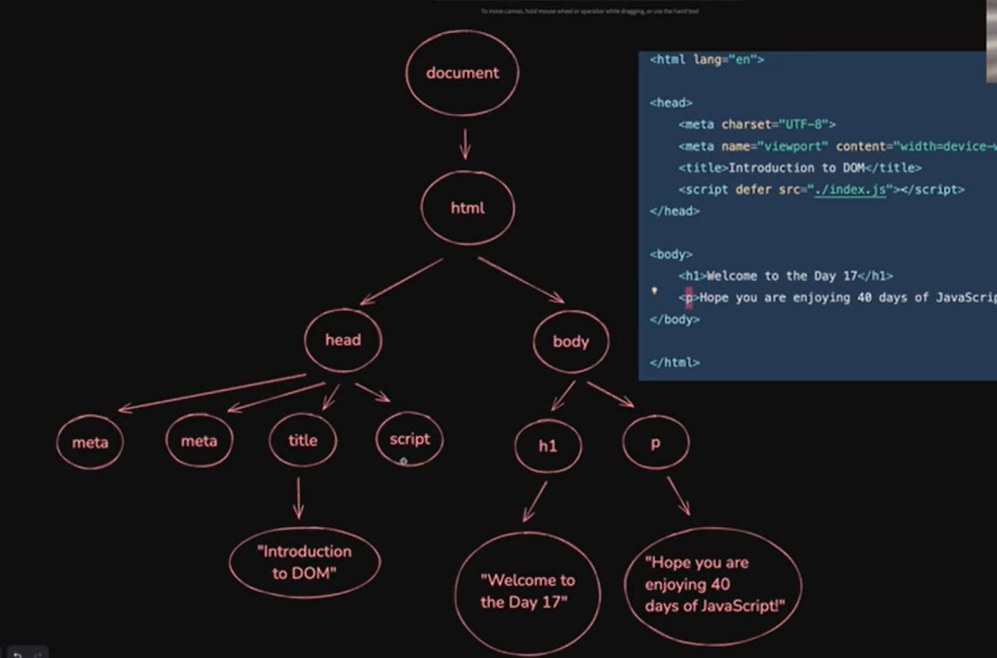 To move canvas, hold mouse wheel or spacebar while dragging, or use the hand tool
document
html
head
body
meta
meta
title
script
h1
p
"Introduction
to DOM"
"Welcome to
the Day 17"
"Hope you are
enjoying 40
days of JavaScript!"
<html lang="en">
<head>
<meta charset="UTF-8">
<meta name="viewport" content="width=device-w
<title>Introduction to DOM</title>
<script defer src="./index.js"></script>
</head>
<body>
<h1>Welcome to the Day 17</h1>
<p>Hope you are enjoying 40 days of JavaScrip
</body>
</html>